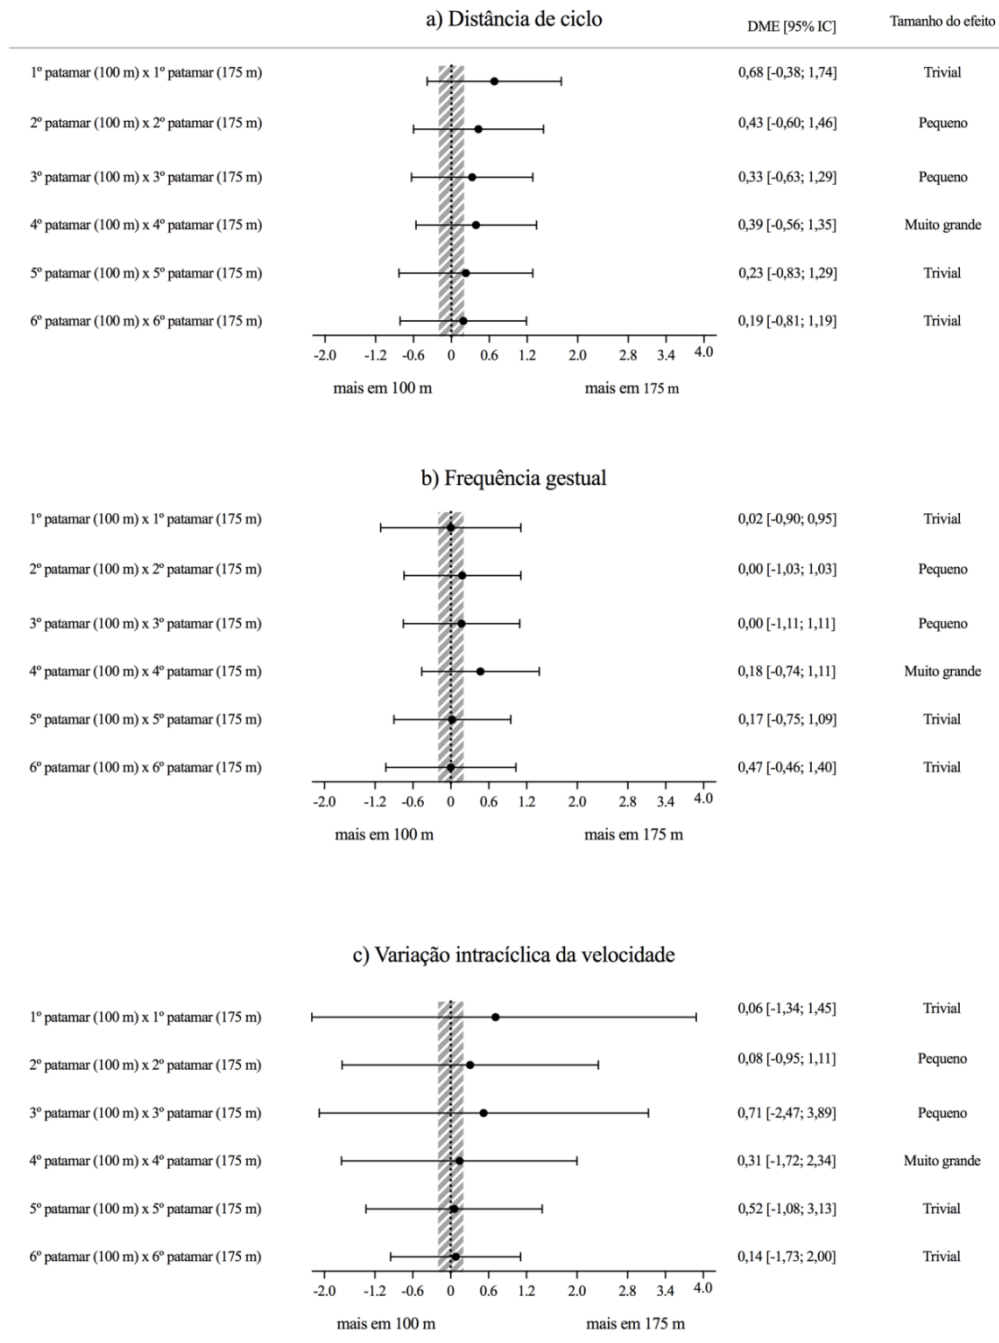 a) Distância de ciclo DME [95% IC] Tamanho do efeito
1º patamar (100 m) x 1º patamar (175 m) 0,68 [-0,38; 1,74] Trivial
2º patamar (100 m) x 2º patamar (175 m) 0,43 [-0,60; 1,46] Pequeno
3º patamar (100 m) x 3º patamar (175 m) 0,33 [-0,63; 1,29] Pequeno
4º patamar (100 m) x 4º patamar (175 m) 0,39 [-0,56; 1,35] Muito grande
5º patamar (100 m) x 5º patamar (175 m) 0,23 [-0,83; 1,29] Trivial
6º patamar (100 m) x 6º patamar (175 m) 0,19 [-0,81; 1,19] Trivial
-2.0 -1.2 -0.6 0 0.6 1.2 2.0 2.8 3.4 4.0
mais em 100 m mais em 175 m
b) Frequência gestual
1º patamar (100 m) x 1º patamar (175 m) 0,02 [-0,90; 0,95] Trivial
2º patamar (100 m) x 2º patamar (175 m) 0,00 [-1,03; 1,03] Pequeno
3º patamar (100 m) x 3º patamar (175 m) 0,00 [-1,11; 1,11] Pequeno
4º patamar (100 m) x 4º patamar (175 m) 0,18 [-0,74; 1,11] Muito grande
5º patamar (100 m) x 5º patamar (175 m) 0,17 [-0,75; 1,09] Trivial
6º patamar (100 m) x 6º patamar (175 m) 0,47 [-0,46; 1,40] Trivial
-2.0 -1.2 -0.6 0 0.6 1.2 2.0 2.8 3.4 4.0
mais em 100 m mais em 175 m
c) Variação intracíclica da velocidade
1º patamar (100 m) x 1º patamar (175 m) 0,06 [-1,34; 1,45] Trivial
2º patamar (100 m) x 2º patamar (175 m) 0,08 [-0,95; 1,11] Pequeno
3º patamar (100 m) x 3º patamar (175 m) 0,71 [-2,47; 3,89] Pequeno
4º patamar (100 m) x 4º patamar (175 m) 0,31 [-1,72; 2,34] Muito grande
5º patamar (100 m) x 5º patamar (175 m) 0,52 [-1,08; 3,13] Trivial
6º patamar (100 m) x 6º patamar (175 m) 0,14 [-1,73; 2,00] Trivial
-2.0 -1.2 -0.6 0 0.6 1.2 2.0 2.8 3.4 4.0
mais em 100 m mais em 175 m